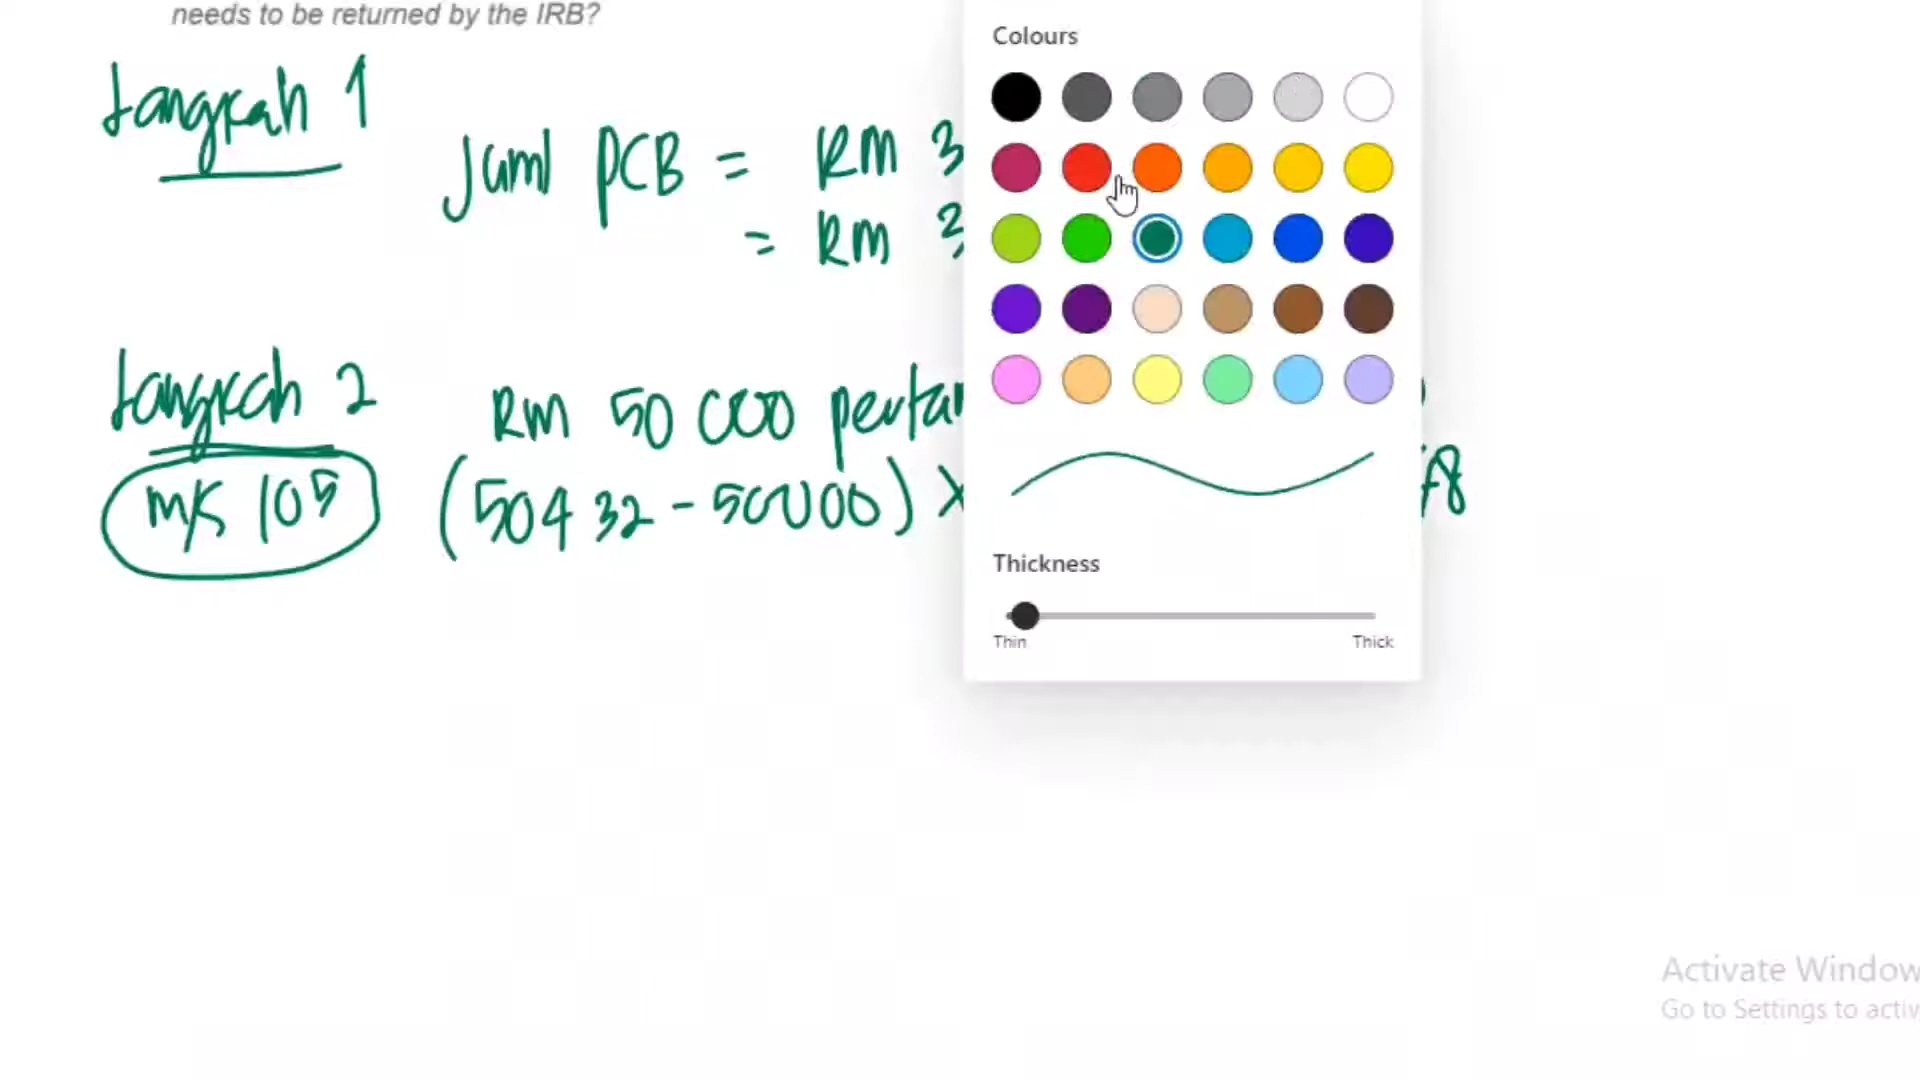 needs to be returned by the IRB?
Langkah 1
Juml PCB = RM 3
= RM 3
Langkah 2
RM 50 000 pertam
m/s 105
(50432 - 50000) x
78
Colours
Thickness
Thin
Thick
Activate Window
Go to Settings to activ